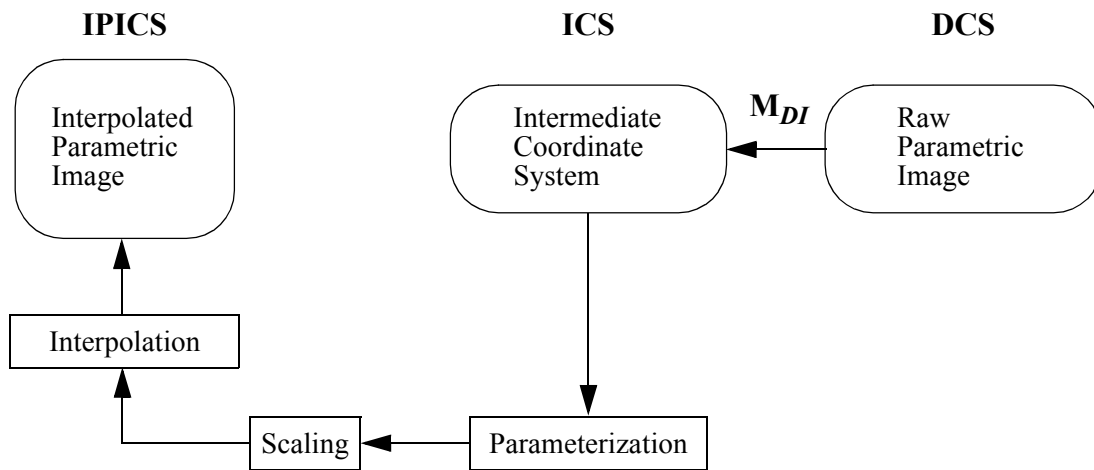 IPICS
ICS
DCS
Interpolated
Parametric
Image
Intermediate
Coordinate
System
M_DI
Raw
Parametric
Image
Interpolation
Scaling
Parameterization